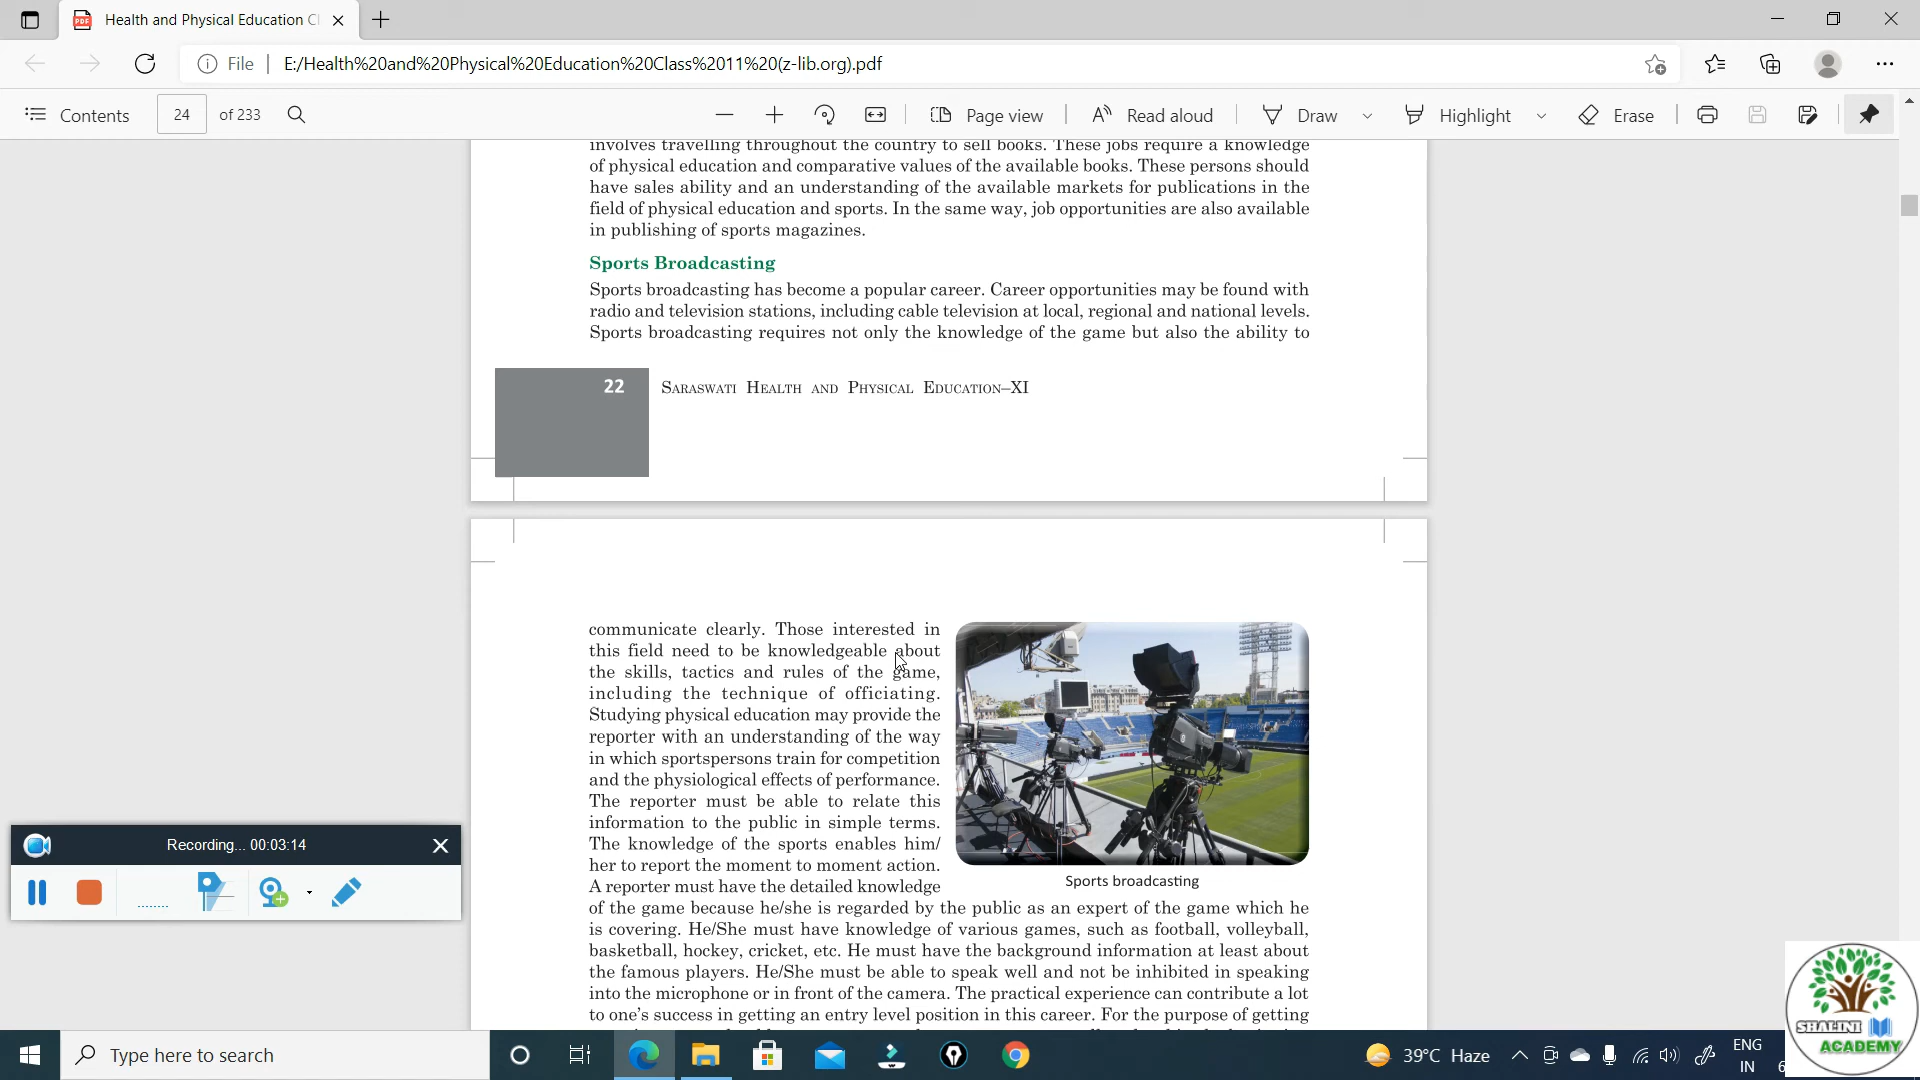 Health and Physical Education C
File
E:/Health%20and%20Physical%20Education%20Class%2011%20(z-lib.org).pdf
Contents
24
of 233
Page view
Read aloud
Draw
Highlight
Erase
involves travelling throughout the country to sell books. These jobs require a knowledge
of physical education and comparative values of the available books. These persons should
have sales ability and an understanding of the available markets for publications in the
field of physical education and sports. In the same way, job opportunities are also available
in publishing of sports magazines.
Sports Broadcasting
Sports broadcasting has become a popular career. Career opportunities may be found with
radio and television stations, including cable television at local, regional and national levels.
Sports broadcasting requires not only the knowledge of the game but also the ability to
22
Saraswati Health and Physical Education–XI
communicate clearly. Those interested in
this field need to be knowledgeable about
the skills, tactics and rules of the game,
including the technique of officiating.
Studying physical education may provide the
reporter with an understanding of the way
in which sportspersons train for competition
and the physiological effects of performance.
The reporter must be able to relate this
information to the public in simple terms.
The knowledge of the sports enables him/
her to report the moment to moment action.
A reporter must have the detailed knowledge
Sports broadcasting
of the game because he/she is regarded by the public as an expert of the game which he
is covering. He/She must have knowledge of various games, such as football, volleyball,
basketball, hockey, cricket, etc. He must have the background information at least about
the famous players. He/She must be able to speak well and not be inhibited in speaking
into the microphone or in front of the camera. The practical experience can contribute a lot
to one's success in getting an entry level position in this career. For the purpose of getting
Recording... 00:03:14
SHALINI
ACADEMY
Type here to search
39°C Haze
ENG
IN